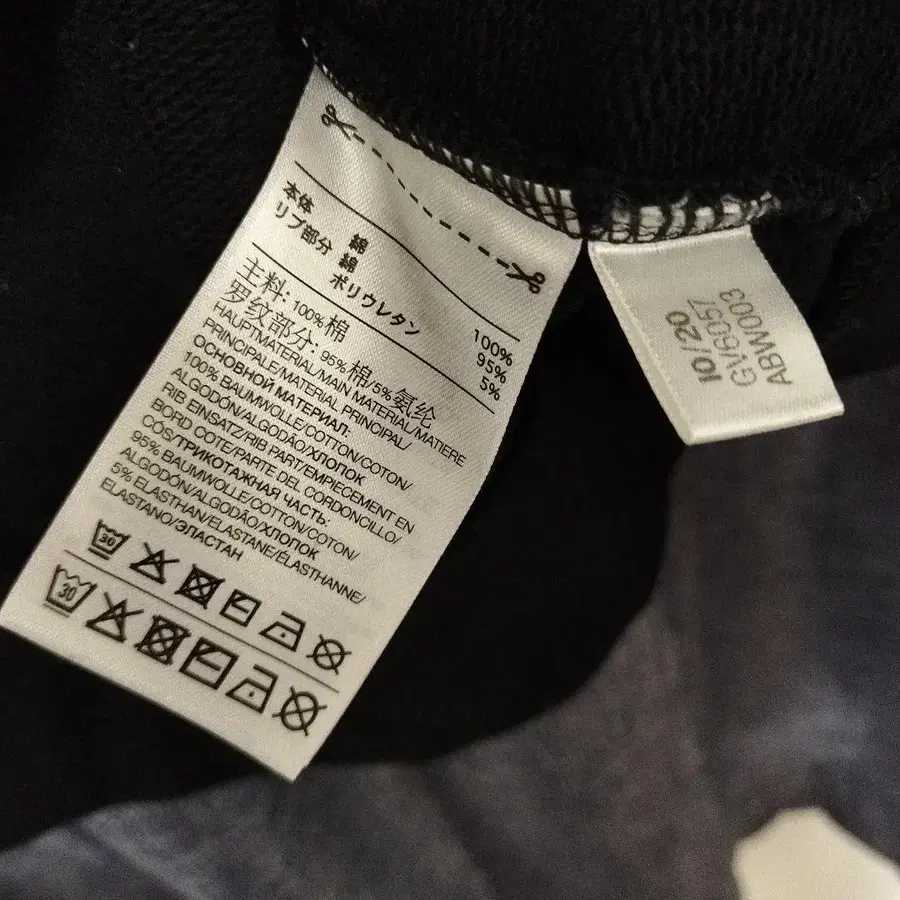 本体 綿 100%
リブ部分 綿 95%
ポリウレタン 5%
主料: 100% 棉
罗纹部分: 95% 棉/5% 氨纶
HAUPTMATERIAL/MAIN MATERIAL/MATIERE
PRINCIPALE/MATERIAL PRINCIPAL/
ОСНОВНОЙ МАТЕРИАЛ:
100% BAUMWOLLE/COTTON/COTON/
ALGODÓN/ALGODÃO/ХЛОПОК
RIB EINSATZ/RIB PART/EMPIECEMENT EN
BORD COTE/PARTE DEL CORDONCILLO/
CÓS/ТРИКОТАЖНАЯ ЧАСТЬ:
95% BAUMWOLLE/COTTON/COTON/
ALGODÓN/ALGODÃO/ХЛОПОК
5% ELASTHAN/ELASTANE/ÉLASTHANNE/
ELASTANO/ЭЛАСТАН
30
30
10/20
GV6057
ABW003